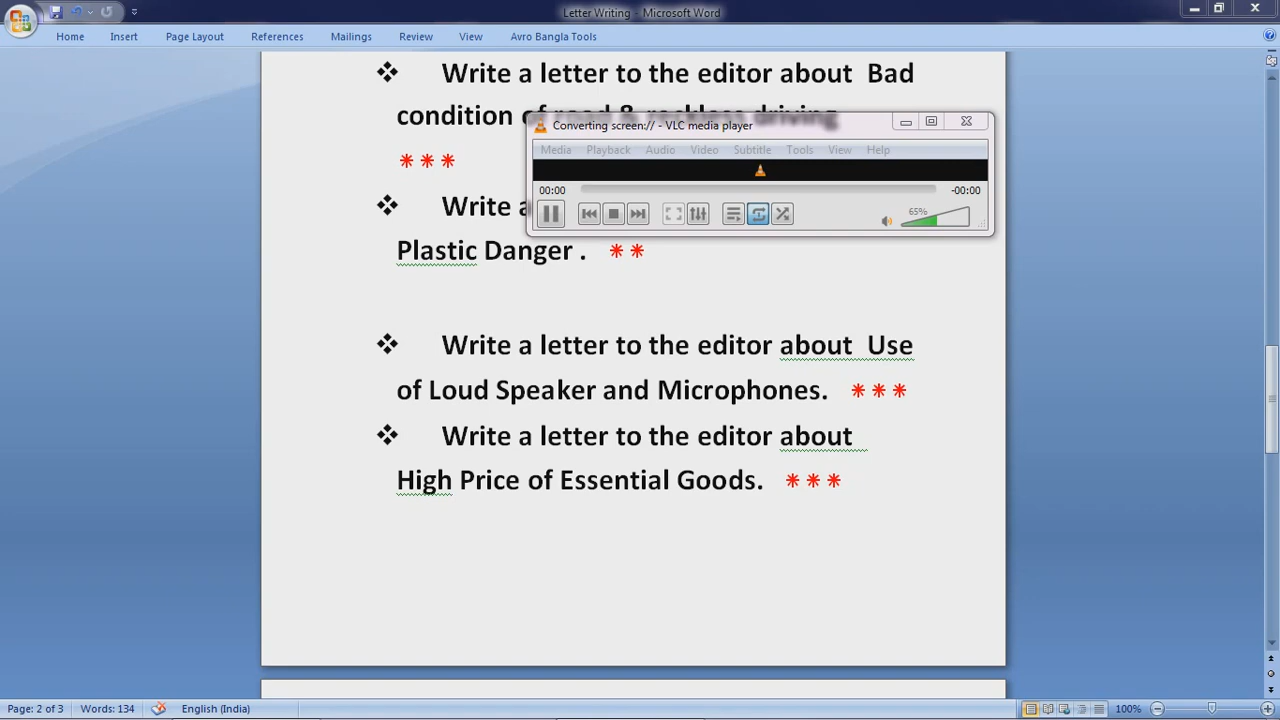 Letter Writing - Microsoft Word
Home Insert Page Layout References Mailings Review View Avro Bangla Tools
❖ Write a letter to the editor about Bad
condition of road & reckless driving
***
Converting screen:// - VLC media player
Media Playback Audio Video Subtitle Tools View Help
00:00 -00:00
65%
❖ Write a
Plastic Danger . **
❖ Write a letter to the editor about Use
of Loud Speaker and Microphones. ***
❖ Write a letter to the editor about
High Price of Essential Goods. ***
Page: 2 of 3 Words: 134 English (India) 100%